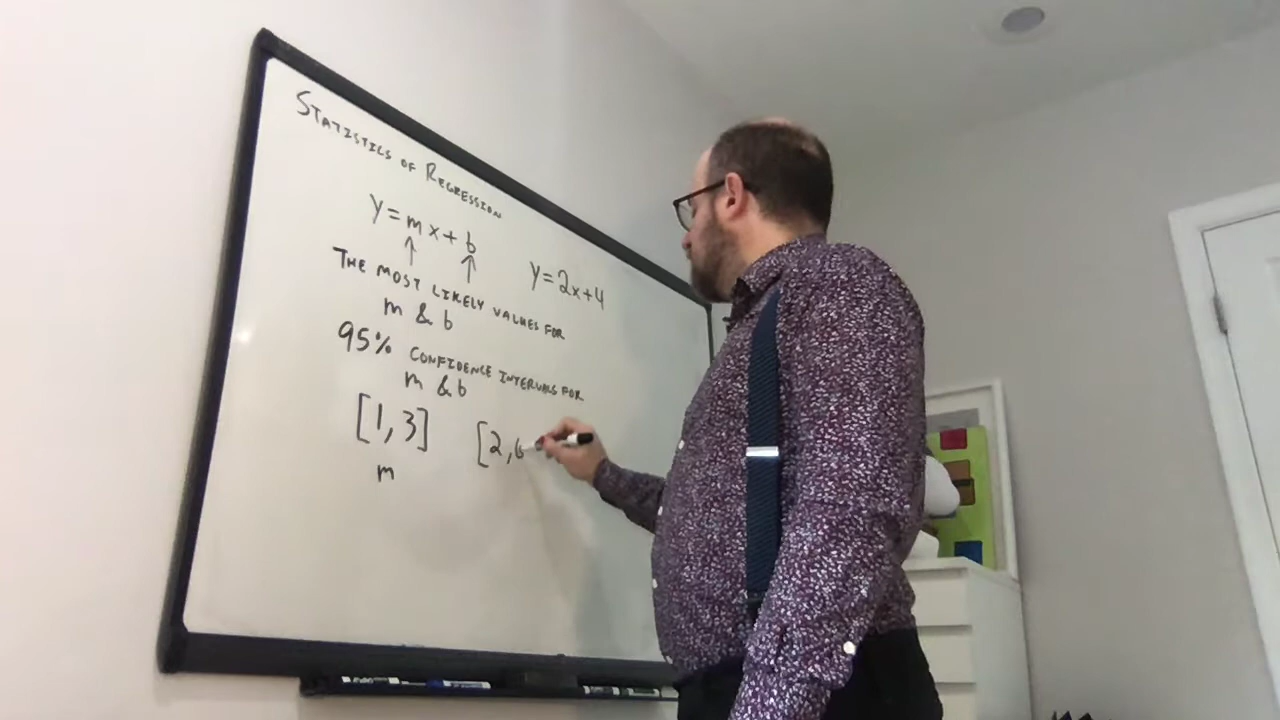 STATISTICS OF REGRESSION
y=mx+b
↑ ↑
THE MOST LIKELY VALUES FOR
m & b
y=2x+4
95% CONFIDENCE INTERVALS FOR
m & b
[1,3] [2,6
m